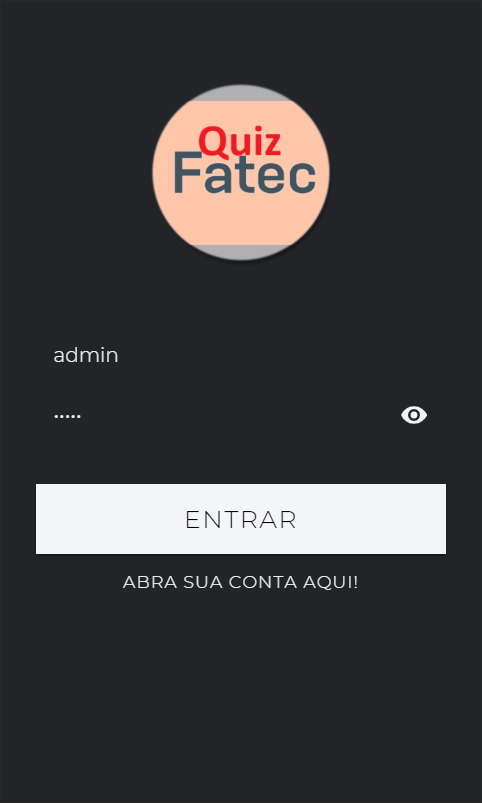 Quiz
Fatec
admin
•••••
ENTRAR
ABRA SUA CONTA AQUI!